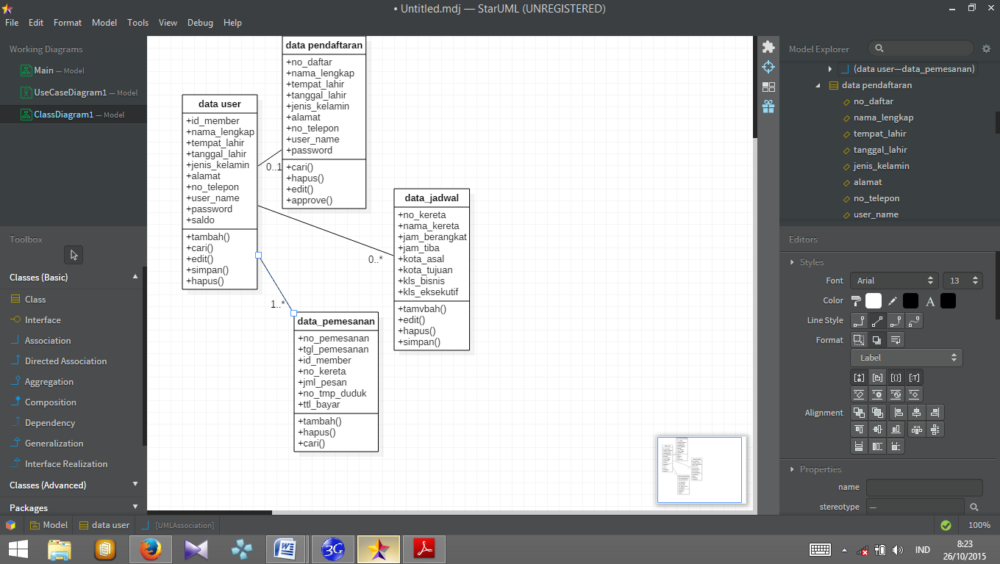 • Untitled.mdj — StarUML (UNREGISTERED)
File Edit Format Model Tools View Debug Help
Working Diagrams
Main — Model
UseCaseDiagram1 — Model
ClassDiagram1 — Model
Toolbox
Classes (Basic)
Class
Interface
Association
Directed Association
Aggregation
Composition
Dependency
Generalization
Interface Realization
Classes (Advanced)
Packages
data pendaftaran
+no_daftar
+nama_lengkap
+tempat_lahir
+tanggal_lahir
+jenis_kelamin
+alamat
+no_telepon
+user_name
+password
+cari()
+hapus()
+edit()
+approve()
data user
+id_member
+nama_lengkap
+tempat_lahir
+tanggal_lahir
+jenis_kelamin
+alamat
+no_telepon
+user_name
+password
+saldo
+tambah()
+cari()
+edit()
+simpan()
+hapus()
0..1
0..*
1..*
data_jadwal
+no_kereta
+nama_kereta
+jam_berangkat
+jam_tiba
+kota_asal
+kota_tujuan
+kls_bisnis
+kls_eksekutif
+tamvbah()
+edit()
+hapus()
+simpan()
data_pemesanan
+no_pemesanan
+tgl_pemesanan
+id_member
+no_kereta
+jml_pesan
+no_tmp_duduk
+ttl_bayar
+tambah()
+hapus()
+cari()
Model Explorer
(data user—data_pemesanan)
data pendaftaran
no_daftar
nama_lengkap
tempat_lahir
tanggal_lahir
jenis_kelamin
alamat
no_telepon
user_name
Editors
Styles
Font Arial 13
Color A
Line Style
Format
Label
Alignment
Properties
name
stereotype —
Model data user [UMLAssociation]
100%
3G
IND
8:23
26/10/2015